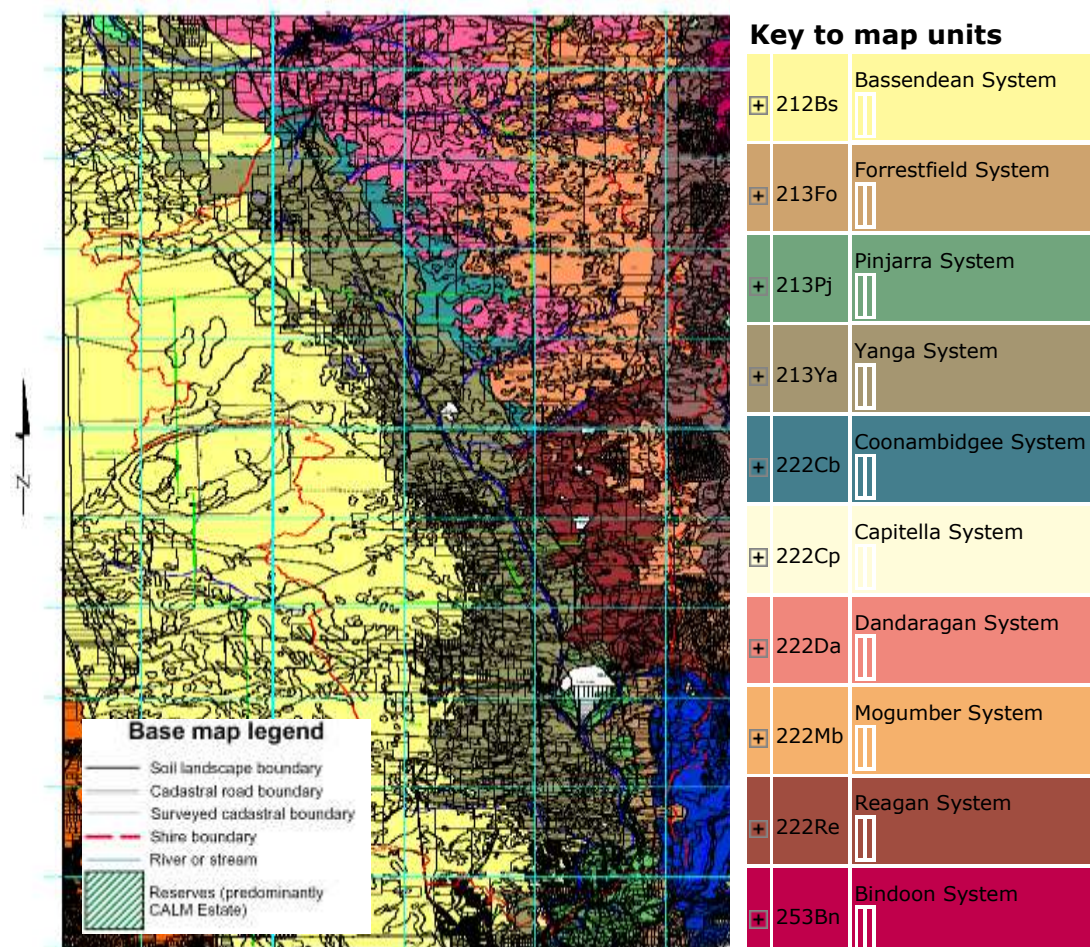 Key to map units
212Bs Bassendean System
213Fo Forrestfield System
213Pj Pinjarra System
213Ya Yanga System
222Cb Coonambidgee System
222Cp Capitella System
222Da Dandaragan System
222Mb Mogumber System
222Re Reagan System
253Bn Bindoon System
N
Base map legend
Soil landscape boundary
Cadastral road boundary
Surveyed cadastral boundary
Shire boundary
River or stream
Reserves (predominantly
CALM Estate)